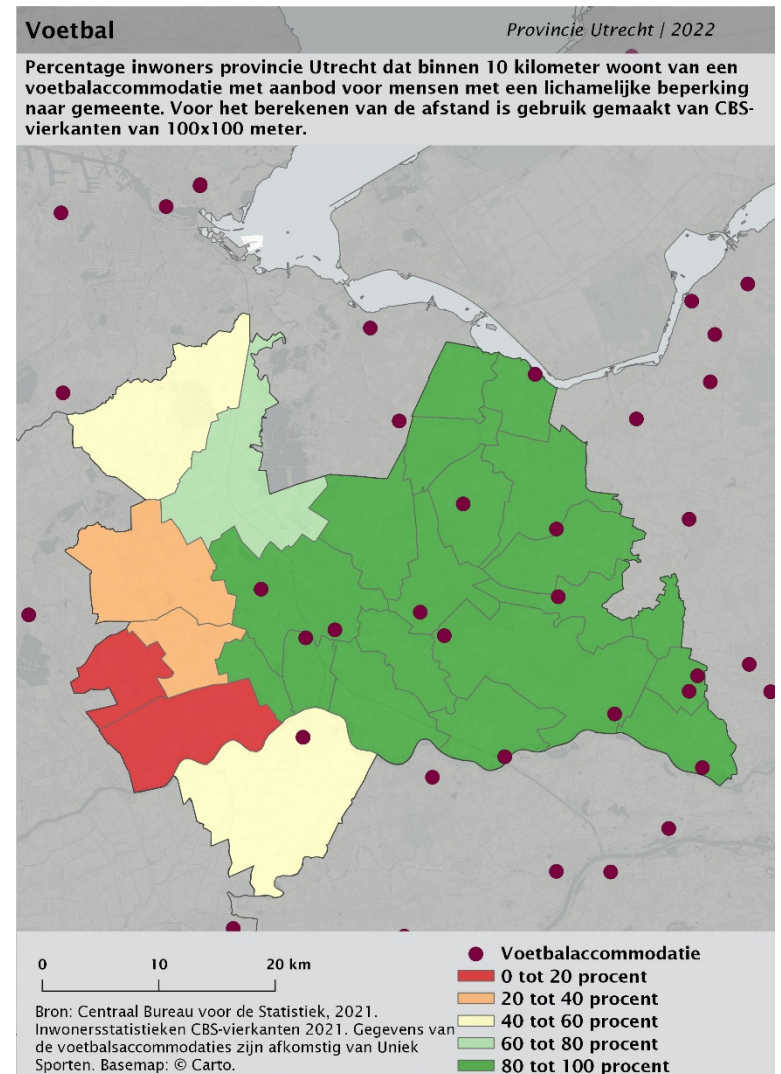 Voetbal
Provincie Utrecht | 2022
Percentage inwoners provincie Utrecht dat binnen 10 kilometer woont van een
voetbalaccommodatie met aanbod voor mensen met een lichamelijke beperking
naar gemeente. Voor het berekenen van de afstand is gebruik gemaakt van CBS-
vierkanten van 100x100 meter.
0 10 20 km
Bron: Centraal Bureau voor de Statistiek, 2021.
Inwonersstatistieken CBS-vierkanten 2021. Gegevens van
de voetbalsaccommodaties zijn afkomstig van Uniek
Sporten. Basemap: © Carto.
Voetbalaccommodatie
0 tot 20 procent
20 tot 40 procent
40 tot 60 procent
60 tot 80 procent
80 tot 100 procent